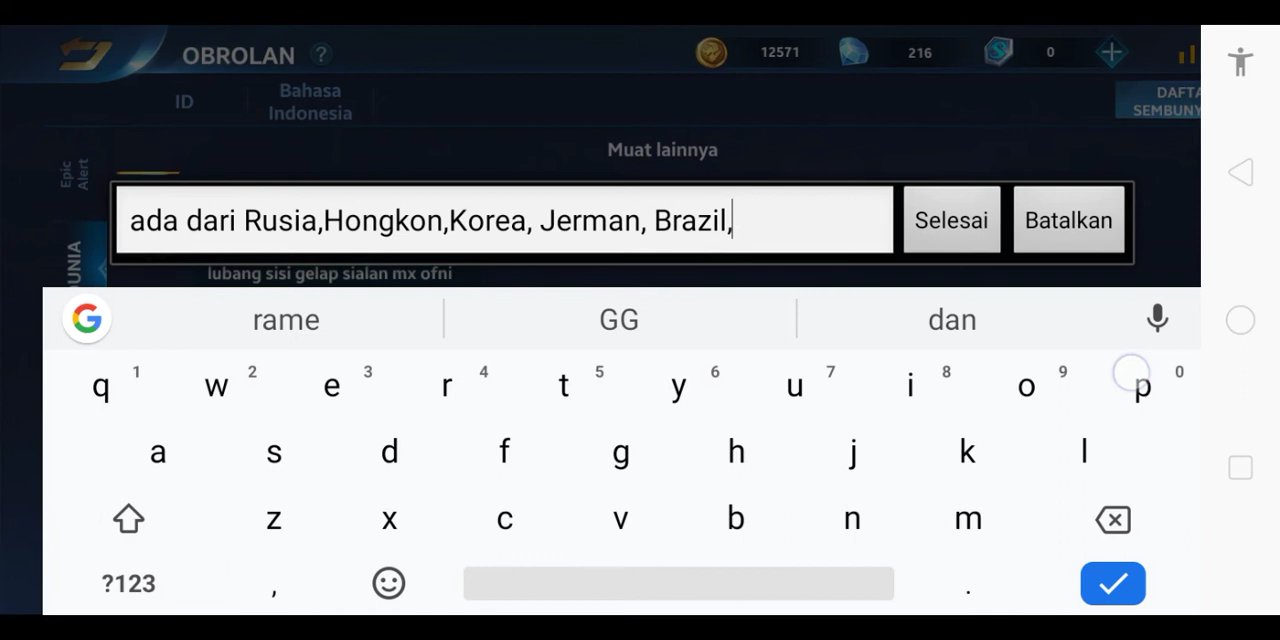 OBROLAN ? 12571 216 0
ID Bahasa Indonesia DAFTA SEMBUNY
Epic Alert
Muat lainnya
ada dari Rusia,Hongkon,Korea, Jerman, Brazil, Selesai Batalkan
UNIA
lubang sisi gelap sialan mx ofni
rame GG dan
q 1 w 2 e 3 r 4 t 5 y 6 u 7 i 8 o 9 p 0
a s d f g h j k l
z x c v b n m
?123 , .